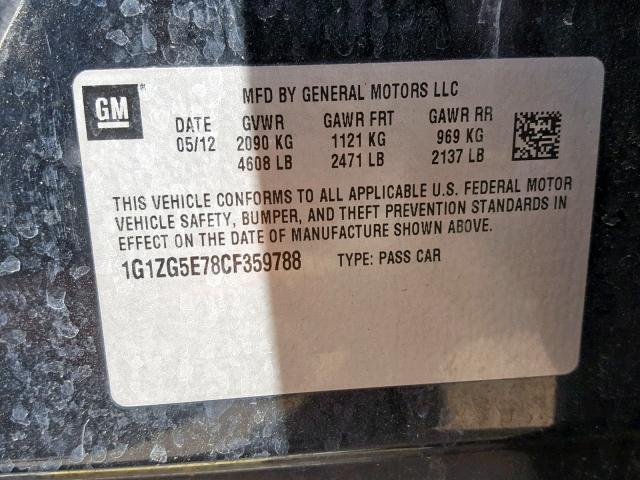 GM
MFD BY GENERAL MOTORS LLC
DATE GVWR GAWR FRT GAWR RR
05/12 2090 KG 1121 KG 969 KG
4608 LB 2471 LB 2137 LB
THIS VEHICLE CONFORMS TO ALL APPLICABLE U.S. FEDERAL MOTOR
VEHICLE SAFETY, BUMPER, AND THEFT PREVENTION STANDARDS IN
EFFECT ON THE DATE OF MANUFACTURE SHOWN ABOVE.
1G1ZG5E78CF359788 TYPE: PASS CAR